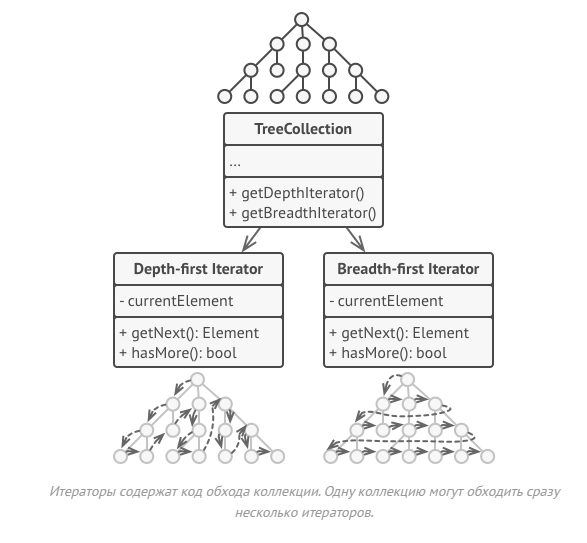 TreeCollection
...
+ getDepthIterator()
+ getBreadthIterator()
Depth-first Iterator
- currentElement
+ getNext(): Element
+ hasMore(): bool
Breadth-first Iterator
- currentElement
+ getNext(): Element
+ hasMore(): bool
Итераторы содержат код обхода коллекции. Одну коллекцию могут обходить сразу
несколько итераторов.